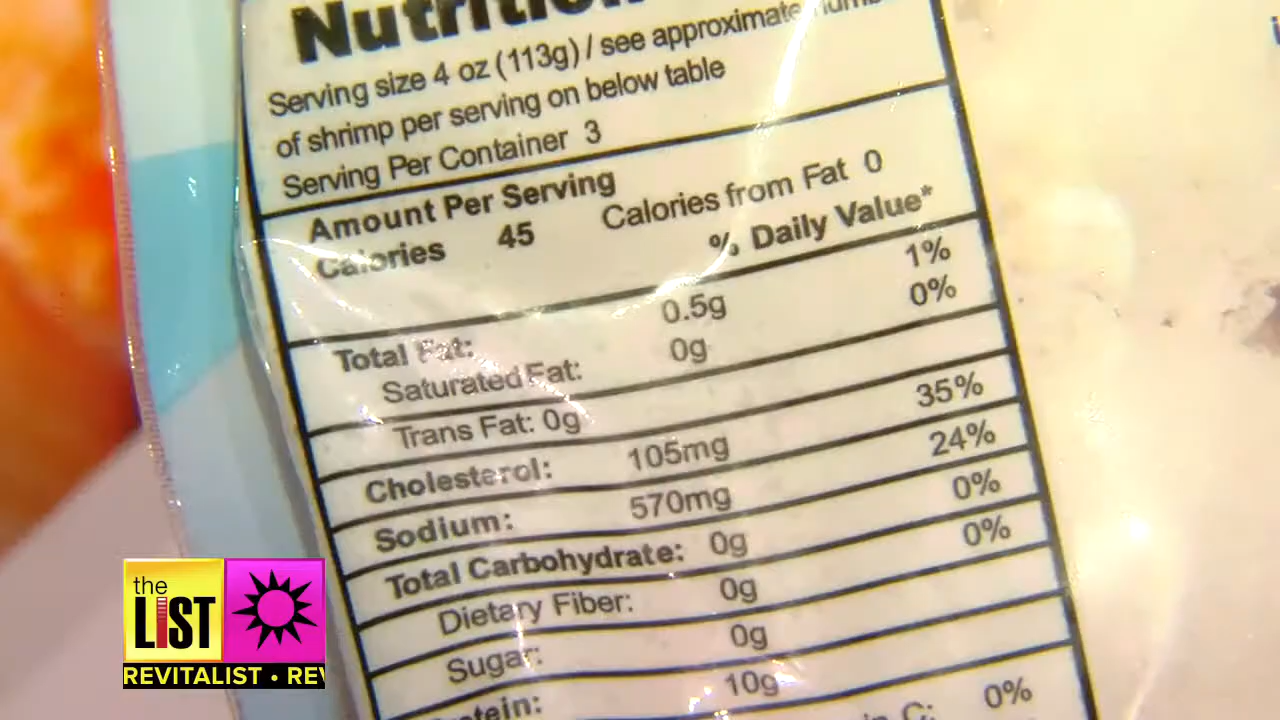 Nutrition
Serving size 4 oz (113g) / see approximate
of shrimp per serving on below table
Serving Per Container 3
Amount Per Serving
Calories 45 Calories from Fat 0
% Daily Value*
Total Fat: 0.5g 1%
Saturated Fat: 0g 0%
Trans Fat: 0g
Cholesterol: 105mg 35%
Sodium: 570mg 24%
Total Carbohydrate: 0g 0%
Dietary Fiber: 0g 0%
Sugar: 0g
10g
C: 0%
the
LiST
REVITALIST • REV